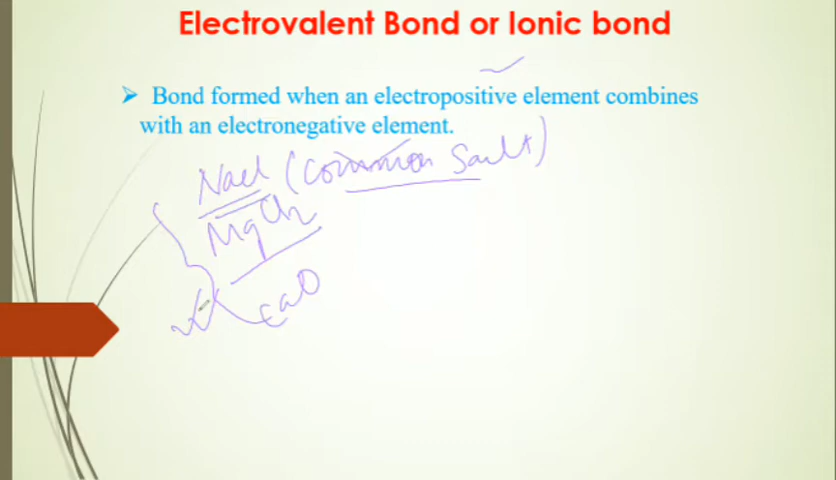 Electrovalent Bond or Ionic bond
➤ Bond formed when an electropositive element combines
with an electronegative element.
Nacl (Common Sault)
MgCl2
CaO